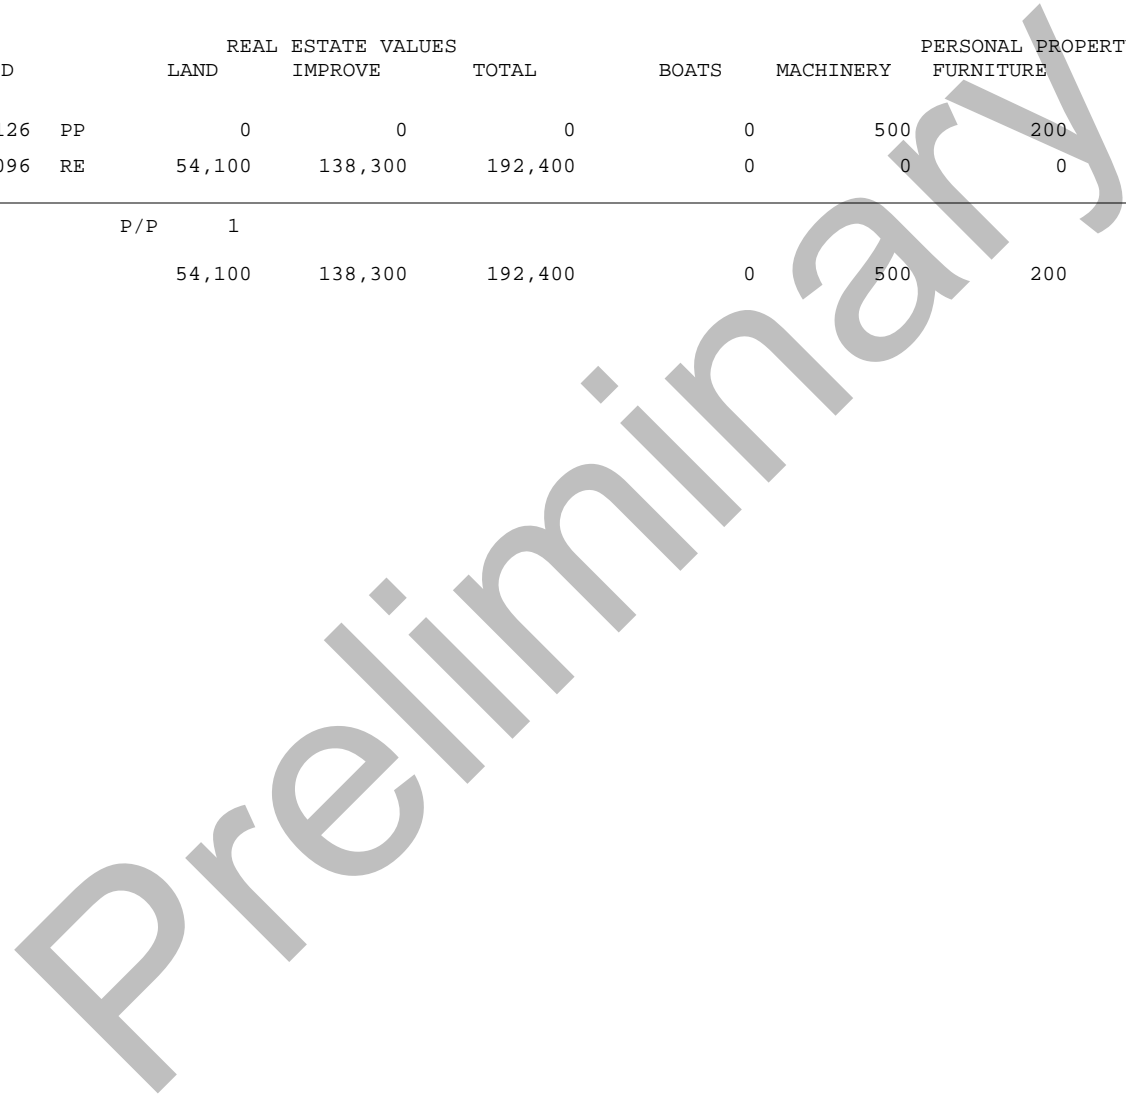 REAL ESTATE VALUES PERSONAL PROPERT
D LAND IMPROVE TOTAL BOATS MACHINERY FURNITURE
126 PP 0 0 0 0 500 200
096 RE 54,100 138,300 192,400 0 0 0
P/P 1
54,100 138,300 192,400 0 500 200
Preliminary